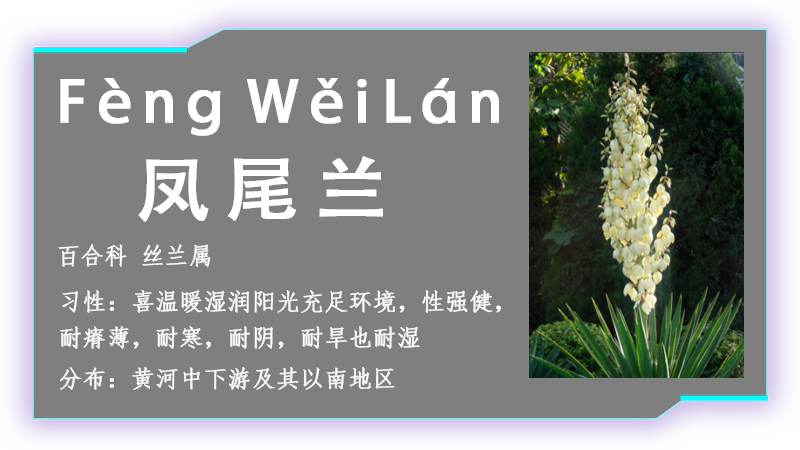 Fèng WěiLán
凤尾兰
百合科 丝兰属
习性：喜温暖湿润阳光充足环境，性强健，
耐瘠薄，耐寒，耐阴，耐旱也耐湿
分布：黄河中下游及其以南地区